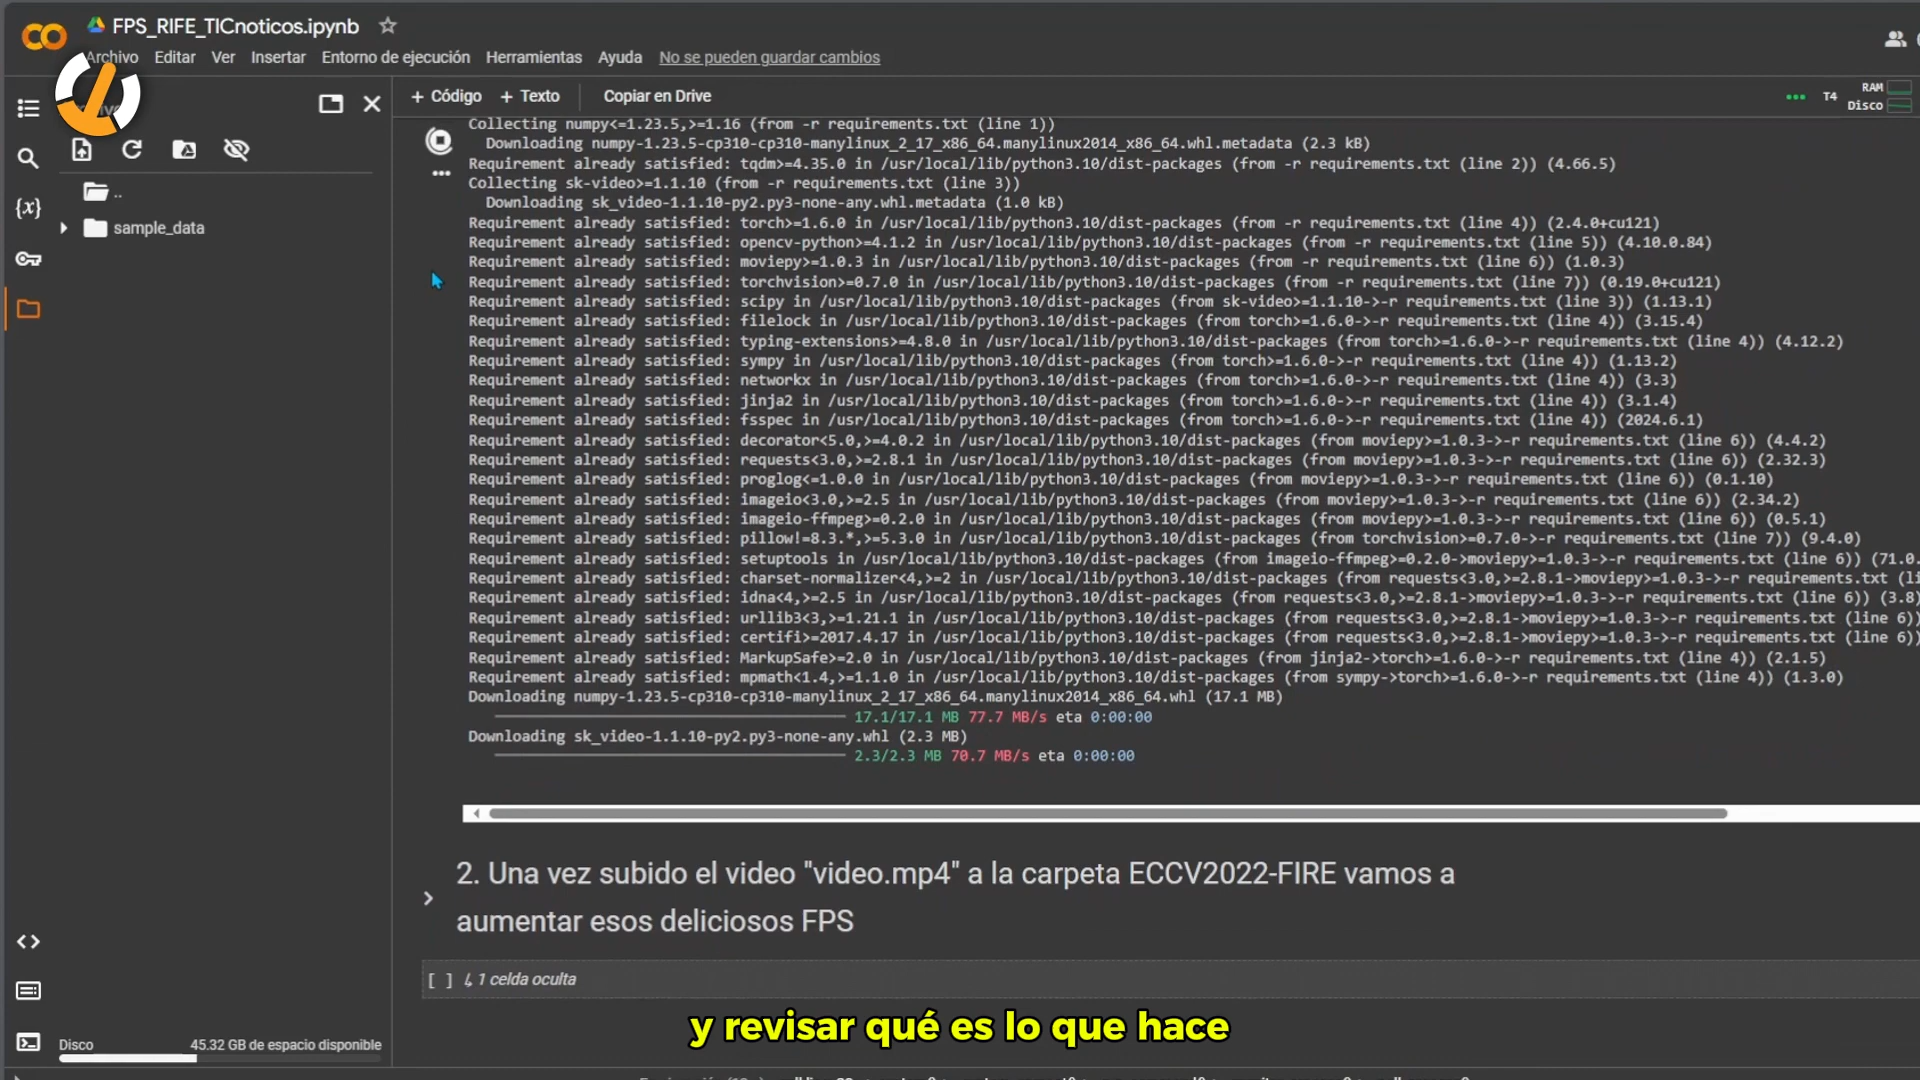 FPS_RIFE_TICnoticos.ipynb
Archivo Editar Ver Insertar Entorno de ejecución Herramientas Ayuda No se pueden guardar cambios
+ Código + Texto Copiar en Drive
T4
RAM
Disco
..
sample_data
Collecting numpy<=1.23.5,>=1.16 (from -r requirements.txt (line 1))
Downloading numpy-1.23.5-cp310-cp310-manylinux_2_17_x86_64.manylinux2014_x86_64.whl.metadata (2.3 kB)
Requirement already satisfied: tqdm>=4.35.0 in /usr/local/lib/python3.10/dist-packages (from -r requirements.txt (line 2)) (4.66.5)
Collecting sk-video>=1.1.10 (from -r requirements.txt (line 3))
Downloading sk_video-1.1.10-py2.py3-none-any.whl.metadata (1.0 kB)
Requirement already satisfied: torch>=1.6.0 in /usr/local/lib/python3.10/dist-packages (from -r requirements.txt (line 4)) (2.4.0+cu121)
Requirement already satisfied: opencv-python>=4.1.2 in /usr/local/lib/python3.10/dist-packages (from -r requirements.txt (line 5)) (4.10.0.84)
Requirement already satisfied: moviepy>=1.0.3 in /usr/local/lib/python3.10/dist-packages (from -r requirements.txt (line 6)) (1.0.3)
Requirement already satisfied: torchvision>=0.7.0 in /usr/local/lib/python3.10/dist-packages (from -r requirements.txt (line 7)) (0.19.0+cu121)
Requirement already satisfied: scipy in /usr/local/lib/python3.10/dist-packages (from sk-video>=1.1.10->-r requirements.txt (line 3)) (1.13.1)
Requirement already satisfied: filelock in /usr/local/lib/python3.10/dist-packages (from torch>=1.6.0->-r requirements.txt (line 4)) (3.15.4)
Requirement already satisfied: typing-extensions>=4.8.0 in /usr/local/lib/python3.10/dist-packages (from torch>=1.6.0->-r requirements.txt (line 4)) (4.12.2)
Requirement already satisfied: sympy in /usr/local/lib/python3.10/dist-packages (from torch>=1.6.0->-r requirements.txt (line 4)) (1.13.2)
Requirement already satisfied: networkx in /usr/local/lib/python3.10/dist-packages (from torch>=1.6.0->-r requirements.txt (line 4)) (3.3)
Requirement already satisfied: jinja2 in /usr/local/lib/python3.10/dist-packages (from torch>=1.6.0->-r requirements.txt (line 4)) (3.1.4)
Requirement already satisfied: fsspec in /usr/local/lib/python3.10/dist-packages (from torch>=1.6.0->-r requirements.txt (line 4)) (2024.6.1)
Requirement already satisfied: decorator<5.0,>=4.0.2 in /usr/local/lib/python3.10/dist-packages (from moviepy>=1.0.3->-r requirements.txt (line 6)) (4.4.2)
Requirement already satisfied: requests<3.0,>=2.8.1 in /usr/local/lib/python3.10/dist-packages (from moviepy>=1.0.3->-r requirements.txt (line 6)) (2.32.3)
Requirement already satisfied: proglog<=1.0.0 in /usr/local/lib/python3.10/dist-packages (from moviepy>=1.0.3->-r requirements.txt (line 6)) (0.1.10)
Requirement already satisfied: imageio<3.0,>=2.5 in /usr/local/lib/python3.10/dist-packages (from moviepy>=1.0.3->-r requirements.txt (line 6)) (2.34.2)
Requirement already satisfied: imageio-ffmpeg>=0.2.0 in /usr/local/lib/python3.10/dist-packages (from moviepy>=1.0.3->-r requirements.txt (line 6)) (0.5.1)
Requirement already satisfied: pillow!=8.3.*,>=5.3.0 in /usr/local/lib/python3.10/dist-packages (from torchvision>=0.7.0->-r requirements.txt (line 7)) (9.4.0)
Requirement already satisfied: setuptools in /usr/local/lib/python3.10/dist-packages (from imageio-ffmpeg>=0.2.0->moviepy>=1.0.3->-r requirements.txt (line 6)) (71.0.
Requirement already satisfied: charset-normalizer<4,>=2 in /usr/local/lib/python3.10/dist-packages (from requests<3.0,>=2.8.1->moviepy>=1.0.3->-r requirements.txt (li
Requirement already satisfied: idna<4,>=2.5 in /usr/local/lib/python3.10/dist-packages (from requests<3.0,>=2.8.1->moviepy>=1.0.3->-r requirements.txt (line 6)) (3.8)
Requirement already satisfied: urllib3<3,>=1.21.1 in /usr/local/lib/python3.10/dist-packages (from requests<3.0,>=2.8.1->moviepy>=1.0.3->-r requirements.txt (line 6))
Requirement already satisfied: certifi>=2017.4.17 in /usr/local/lib/python3.10/dist-packages (from requests<3.0,>=2.8.1->moviepy>=1.0.3->-r requirements.txt (line 6))
Requirement already satisfied: MarkupSafe>=2.0 in /usr/local/lib/python3.10/dist-packages (from jinja2->torch>=1.6.0->-r requirements.txt (line 4)) (2.1.5)
Requirement already satisfied: mpmath<1.4,>=1.1.0 in /usr/local/lib/python3.10/dist-packages (from sympy->torch>=1.6.0->-r requirements.txt (line 4)) (1.3.0)
Downloading numpy-1.23.5-cp310-cp310-manylinux_2_17_x86_64.manylinux2014_x86_64.whl (17.1 MB)
17.1/17.1 MB 77.7 MB/s eta 0:00:00
Downloading sk_video-1.1.10-py2.py3-none-any.whl (2.3 MB)
2.3/2.3 MB 70.7 MB/s eta 0:00:00
2. Una vez subido el video "video.mp4" a la carpeta ECCV2022-FIRE vamos a
aumentar esos deliciosos FPS
[ ] ↳ 1 celda oculta
y revisar qué es lo que hace
Disco 45.32 GB de espacio disponible